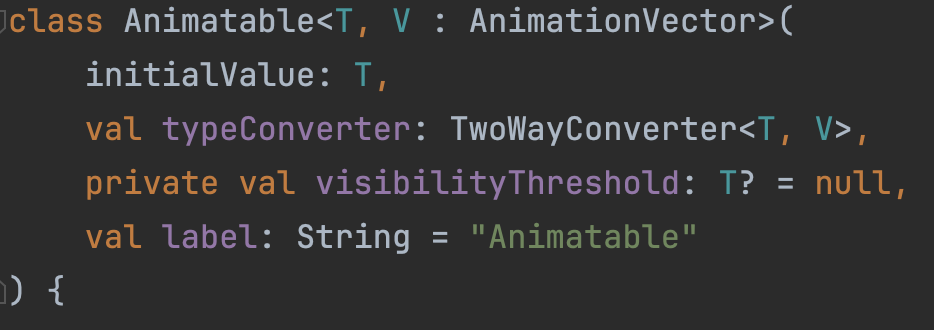 class Animatable<T, V : AnimationVector>(
initialValue: T,
val typeConverter: TwoWayConverter<T, V>,
private val visibilityThreshold: T? = null,
val label: String = "Animatable"
) {